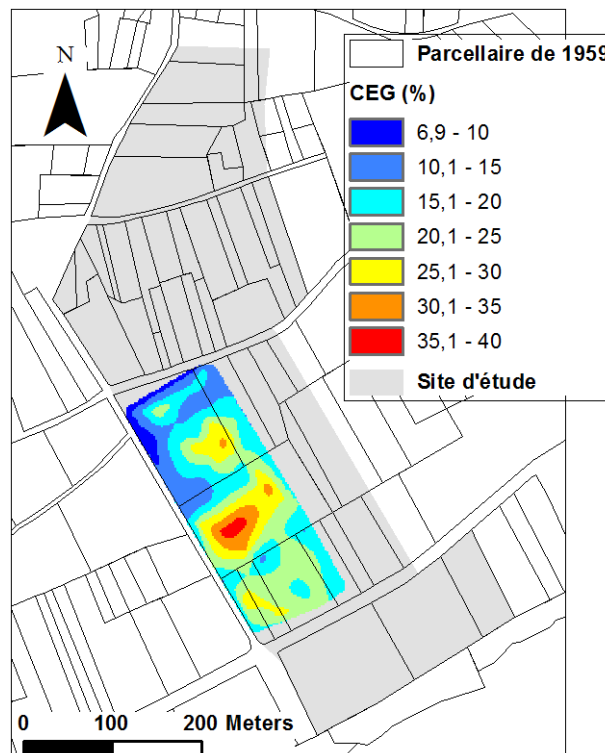 N
Parcellaire de 1959
CEG (%)
6,9 - 10
10,1 - 15
15,1 - 20
20,1 - 25
25,1 - 30
30,1 - 35
35,1 - 40
Site d'étude
0 100 200 Meters